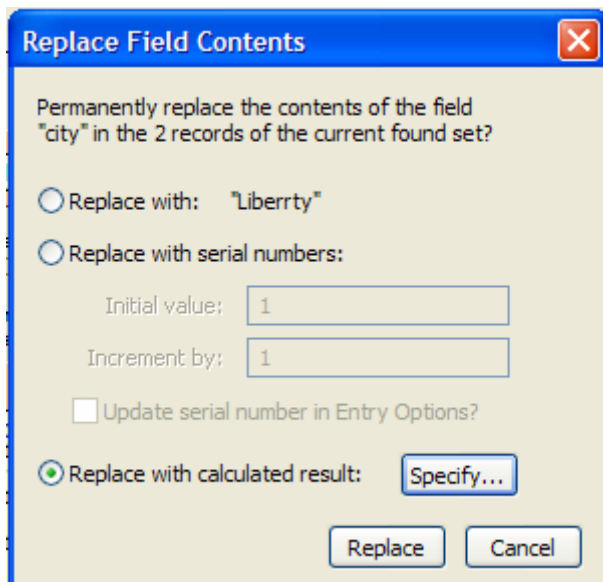 Replace Field Contents
Permanently replace the contents of the field
"city" in the 2 records of the current found set?
Replace with: "Liberrty"
Replace with serial numbers:
Initial value: 1
Increment by: 1
Update serial number in Entry Options?
Replace with calculated result: Specify...
Replace Cancel